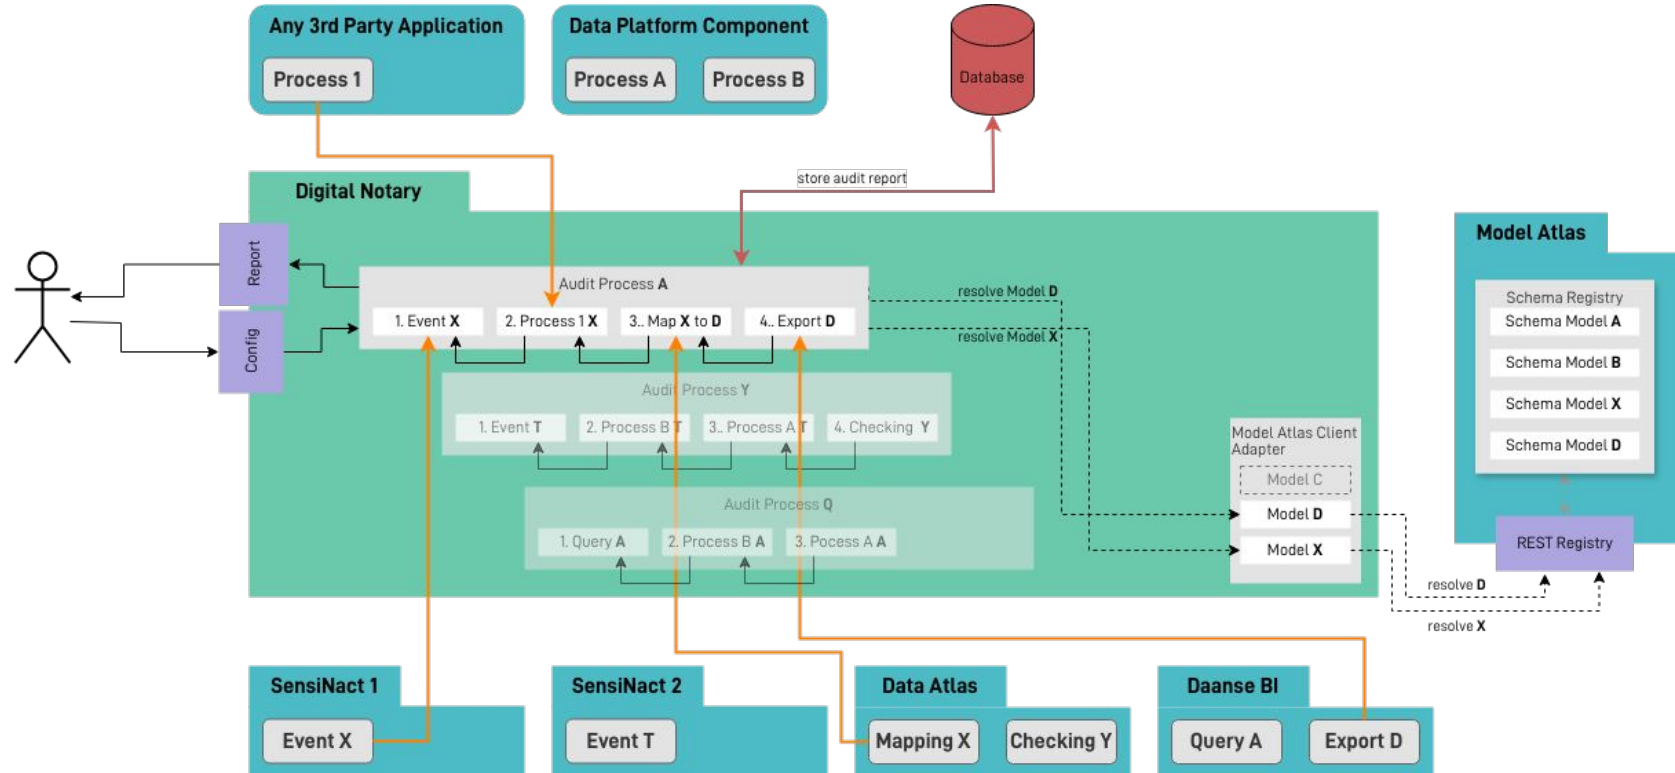 Any 3rd Party Application
Process 1
Data Platform Component
Process A
Process B
Database
store audit report
Digital Notary
Report
Config
Audit Process A
1. Event X
2. Process 1 X
3.. Map X to D
4.. Export D
resolve Model D
resolve Model X
Audit Process Y
1. Event T
2. Process B T
3.. Process A T
4. Checking Y
Audit Process Q
1. Query A
2. Process B A
3. Pocess A A
Model Atlas Client
Adapter
Model C
Model D
Model X
Model Atlas
Schema Registry
Schema Model A
Schema Model B
Schema Model X
Schema Model D
REST Registry
resolve D
resolve X
SensiNact 1
Event X
SensiNact 2
Event T
Data Atlas
Mapping X
Checking Y
Daanse BI
Query A
Export D